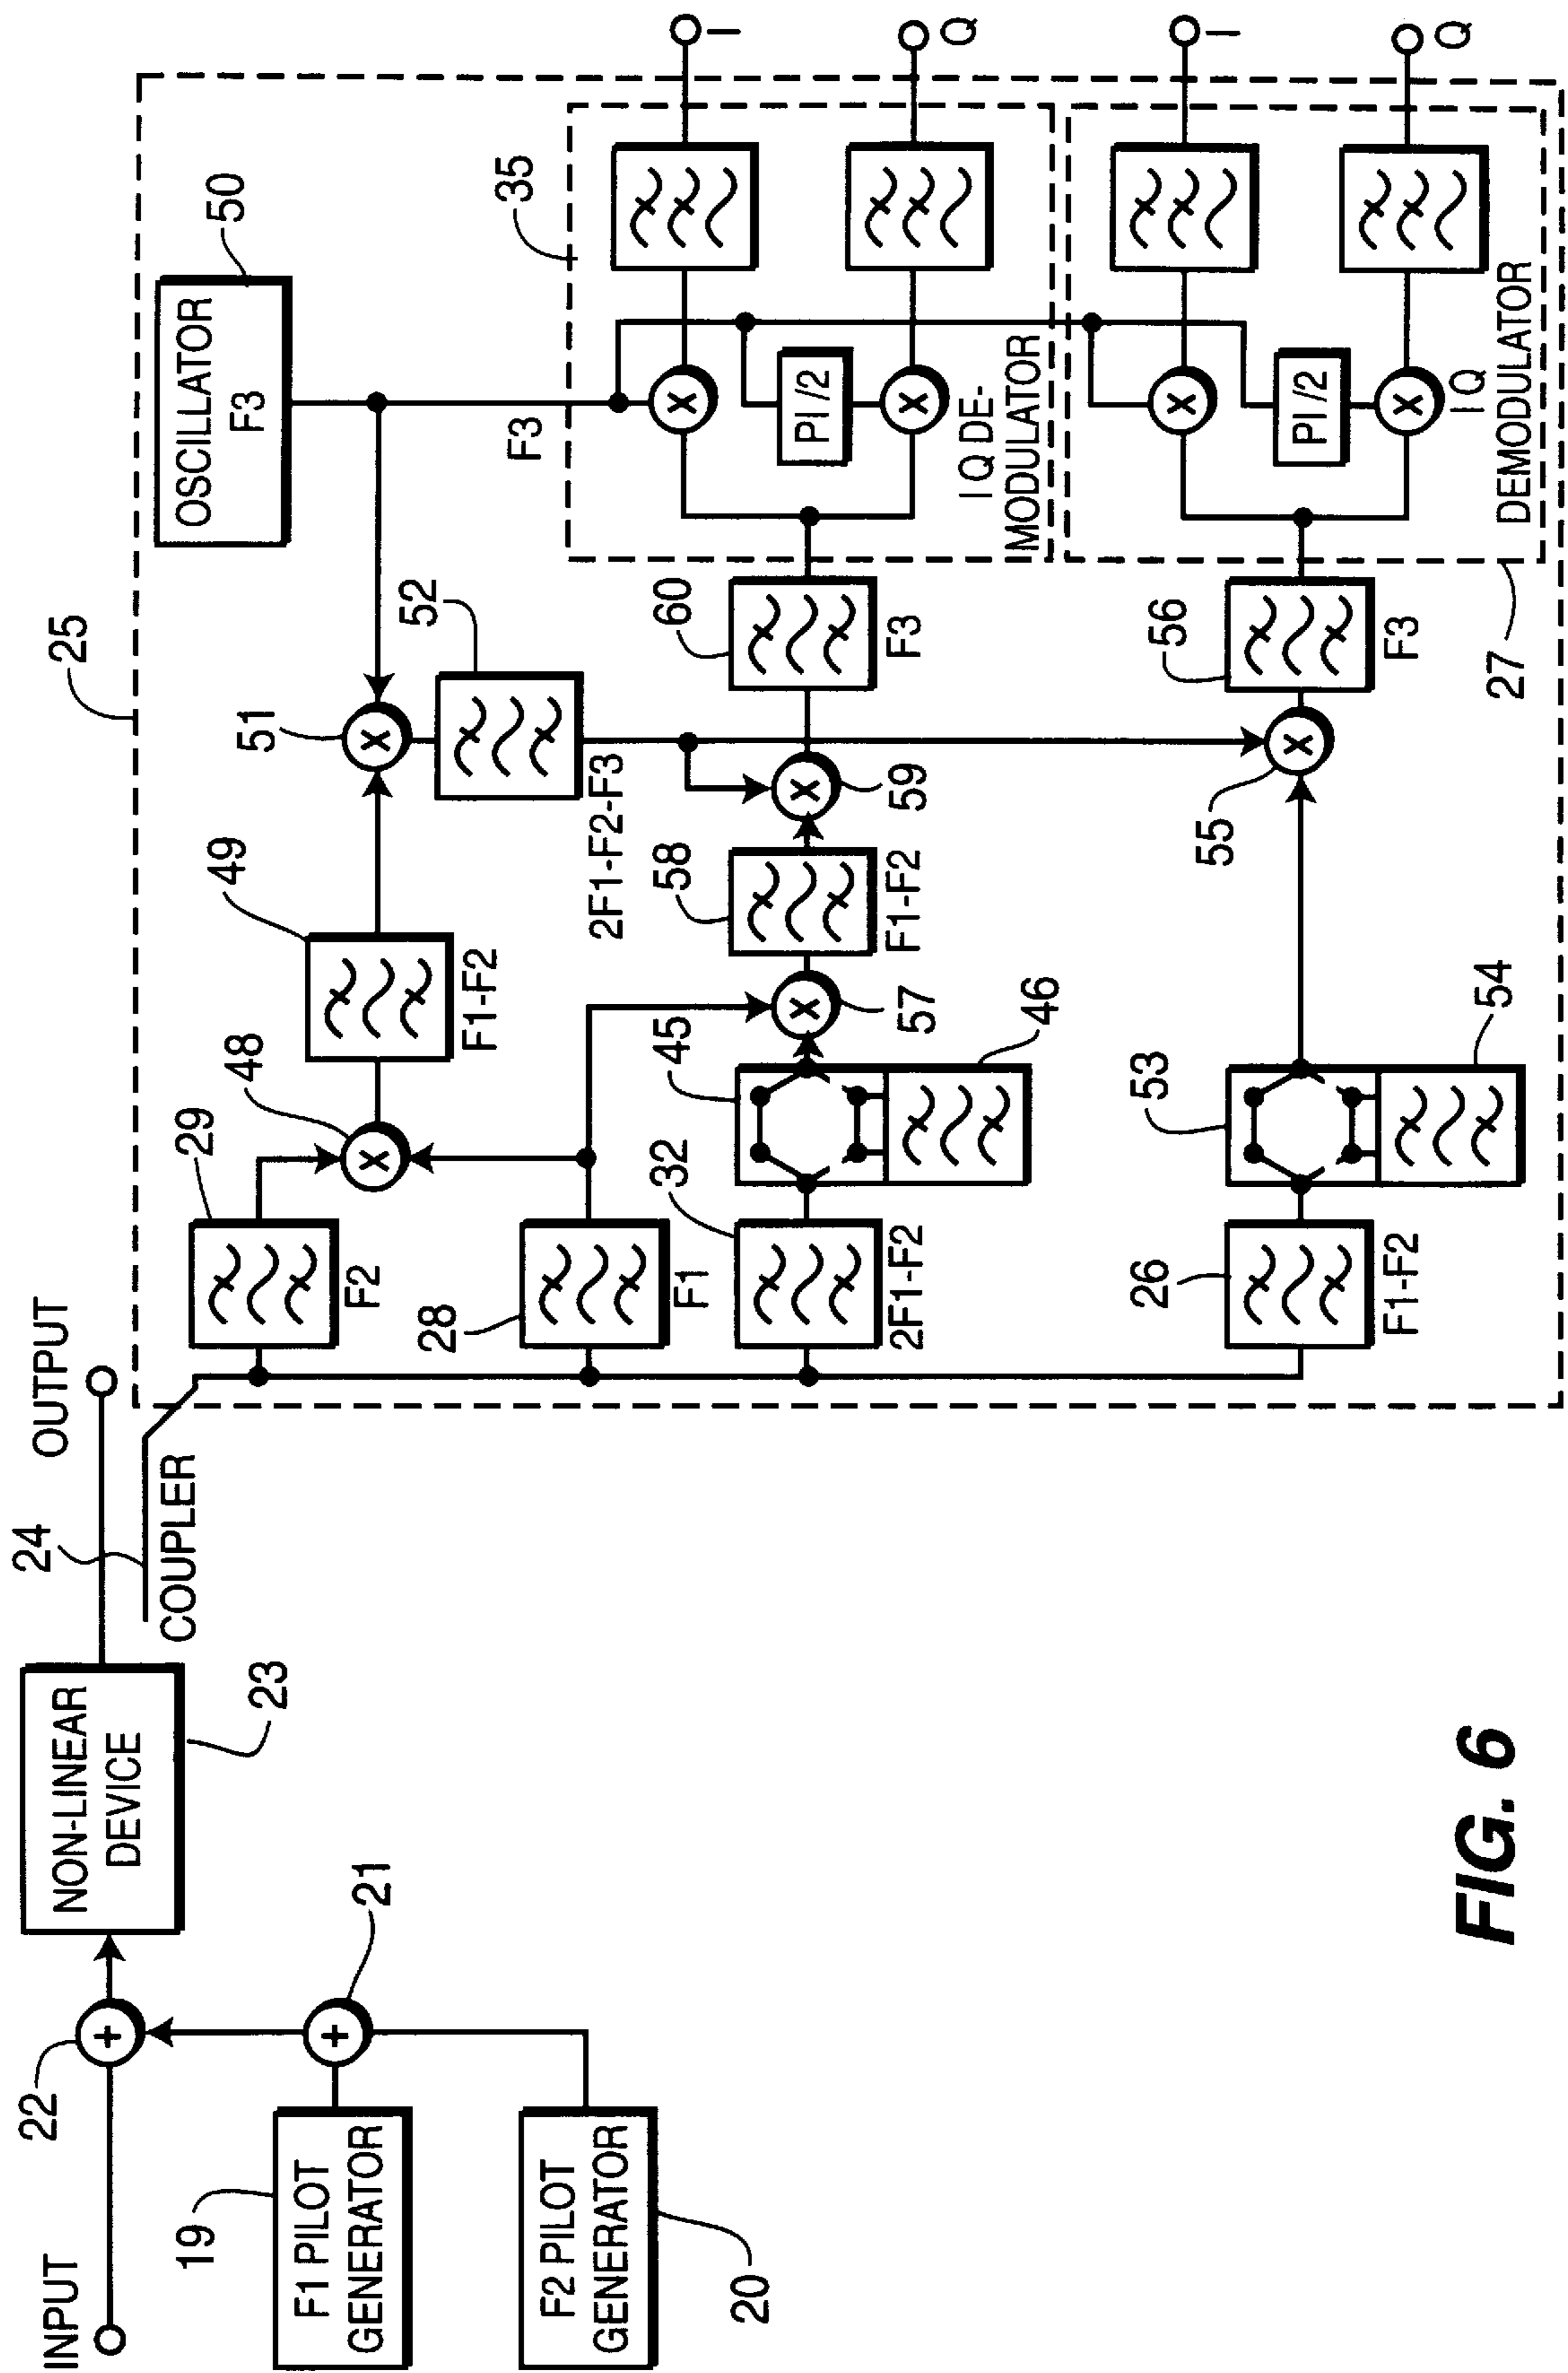 INPUT
22
19
F1 PILOT
GENERATOR
F2 PILOT
GENERATOR
20
21
NON-LINEAR
DEVICE
23
24
COUPLER
OUTPUT
25
29
F2
28
F1
32
2F1-F2
26
F1-F2
48
49
F1-F2
45
46
57
58
F1-F2
53
54
51
52
2F1-F2-F3
59
60
F3
55
56
F3
OSCILLATOR
F3
50
F3
35
X
PI /2
X
I Q DE-
MODULATOR
X
PI /2
X
I Q
DEMODULATOR
27
I
Q
I
Q
+
+
X
X
X
X
X
FIG. 6